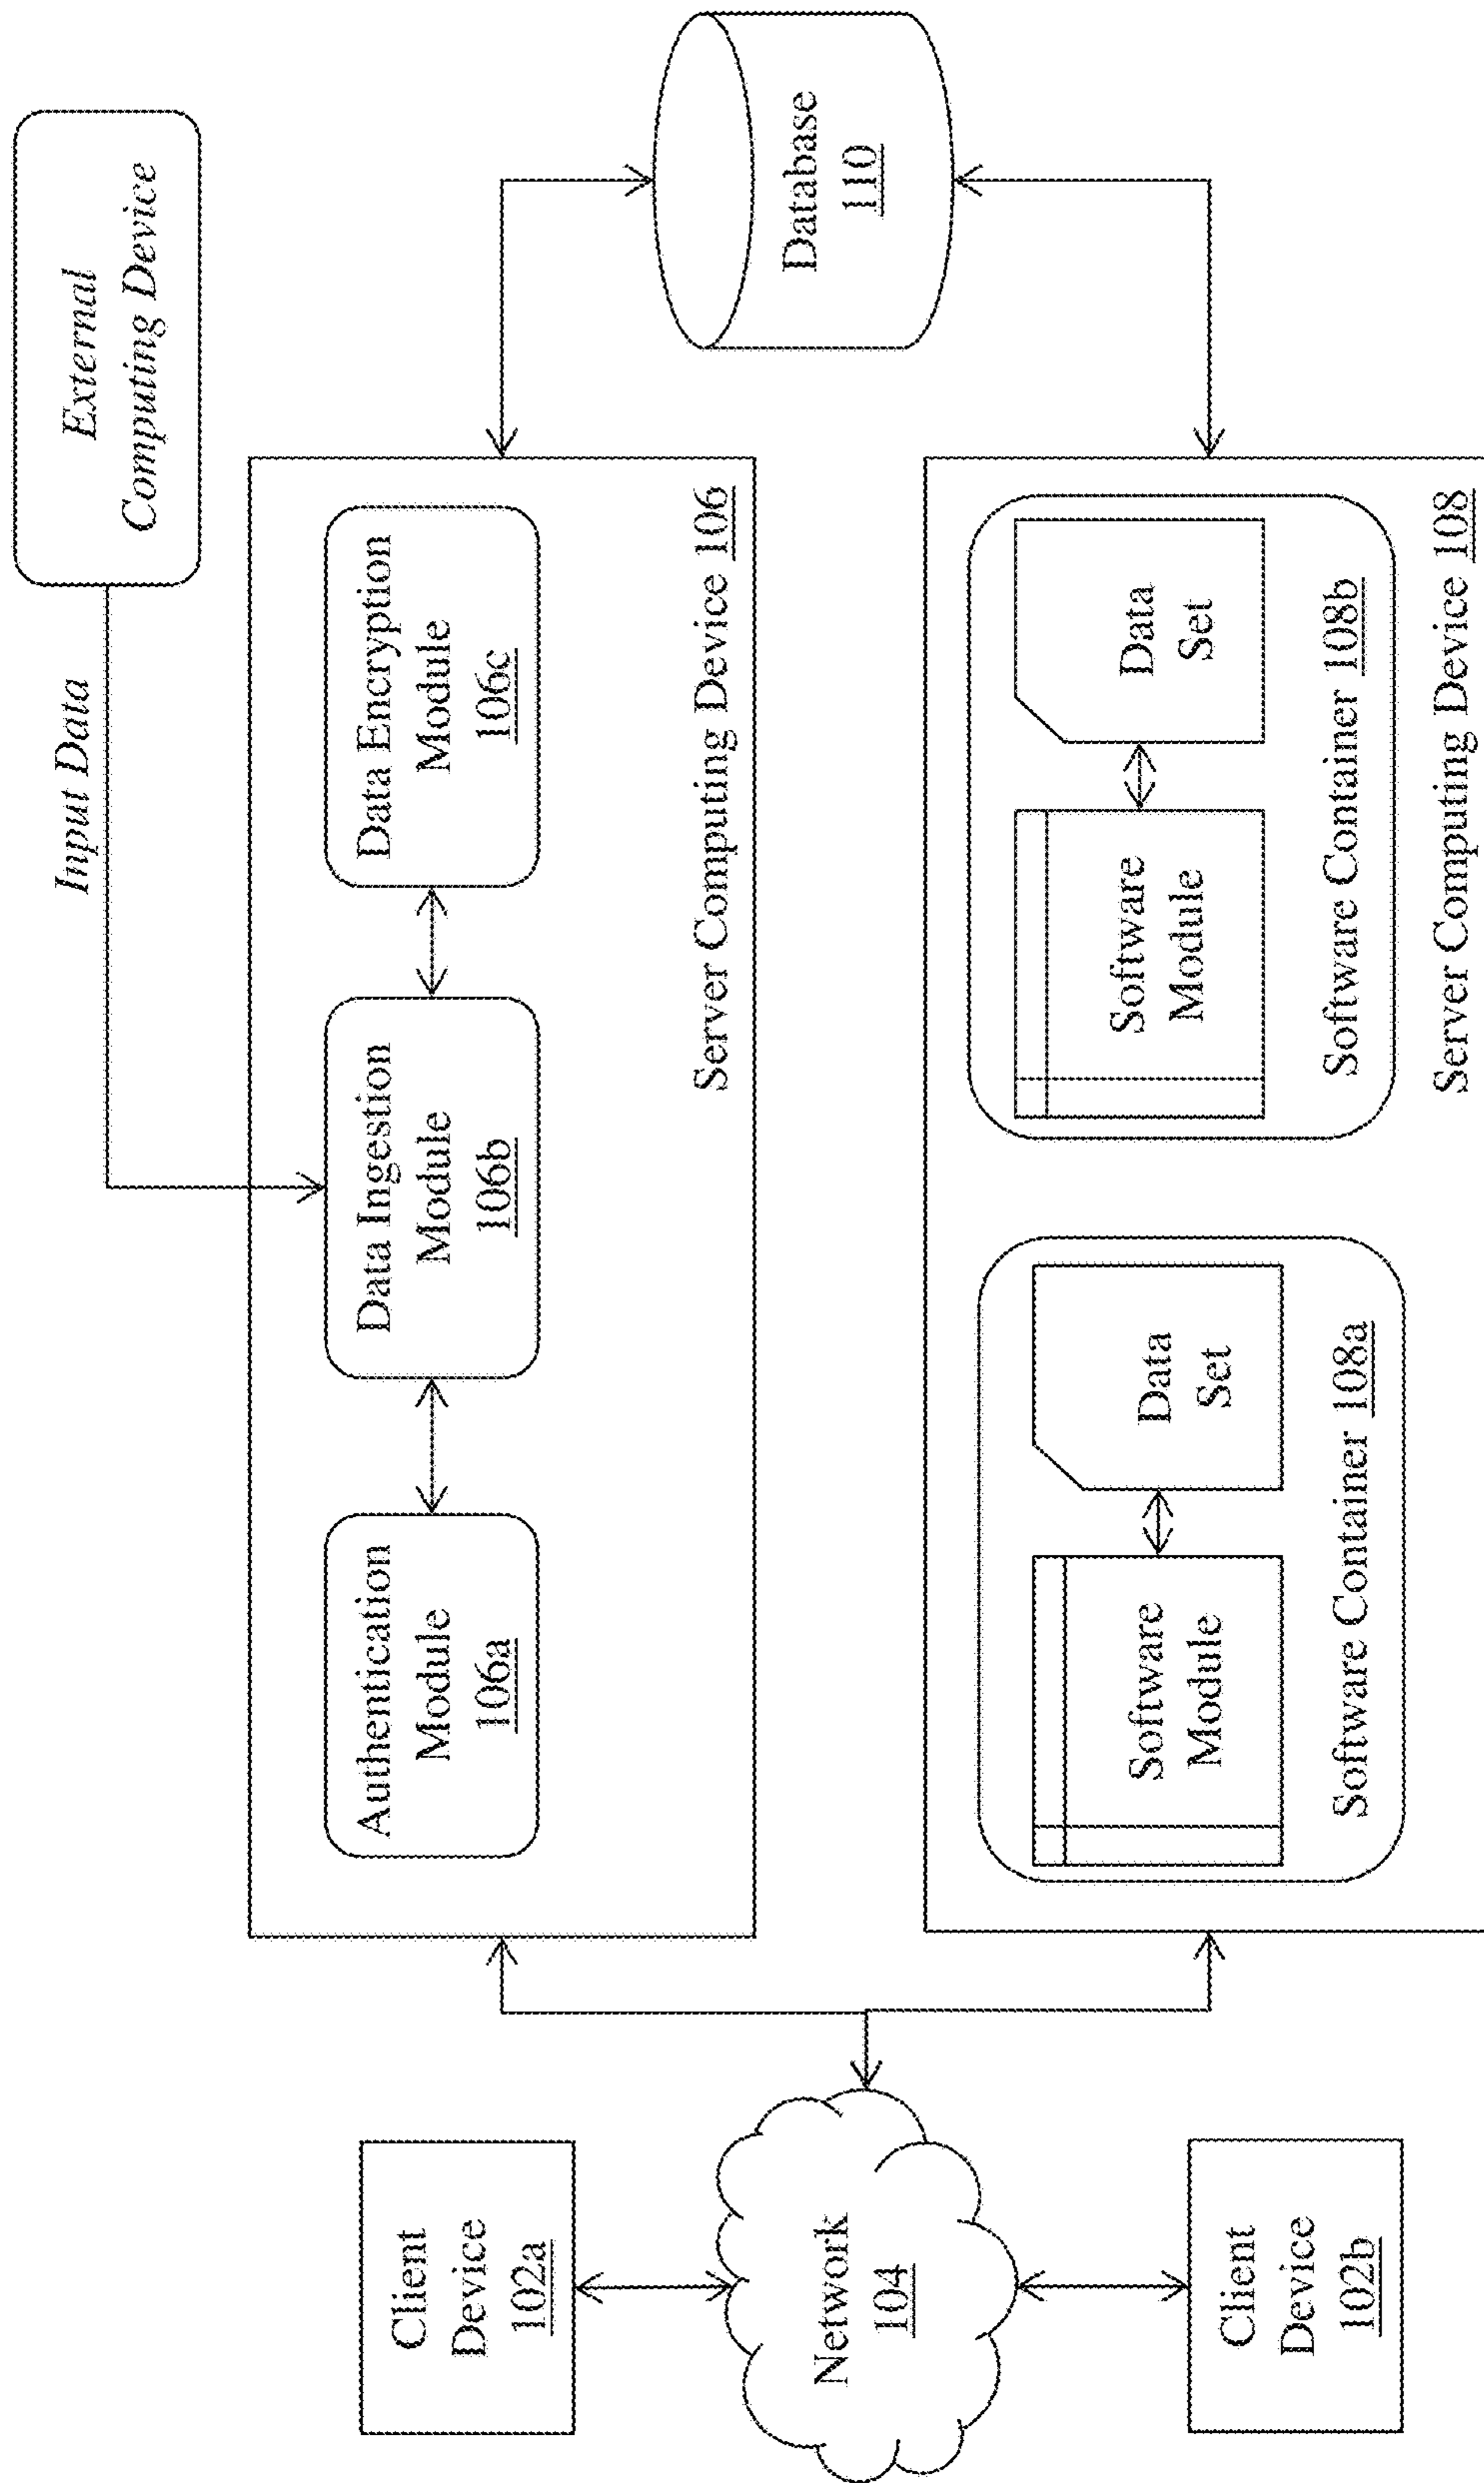 External
Computing Device
Input Data
Client
Device
102a
Authentication
Module
106a
Data Ingestion
Module
106b
Data Encryption
Module
106c
Server Computing Device 106
Network
104
Database
110
Client
Device
102b
Software
Module
Data
Set
Software Container 108a
Software
Module
Data
Set
Software Container 108b
Server Computing Device 108